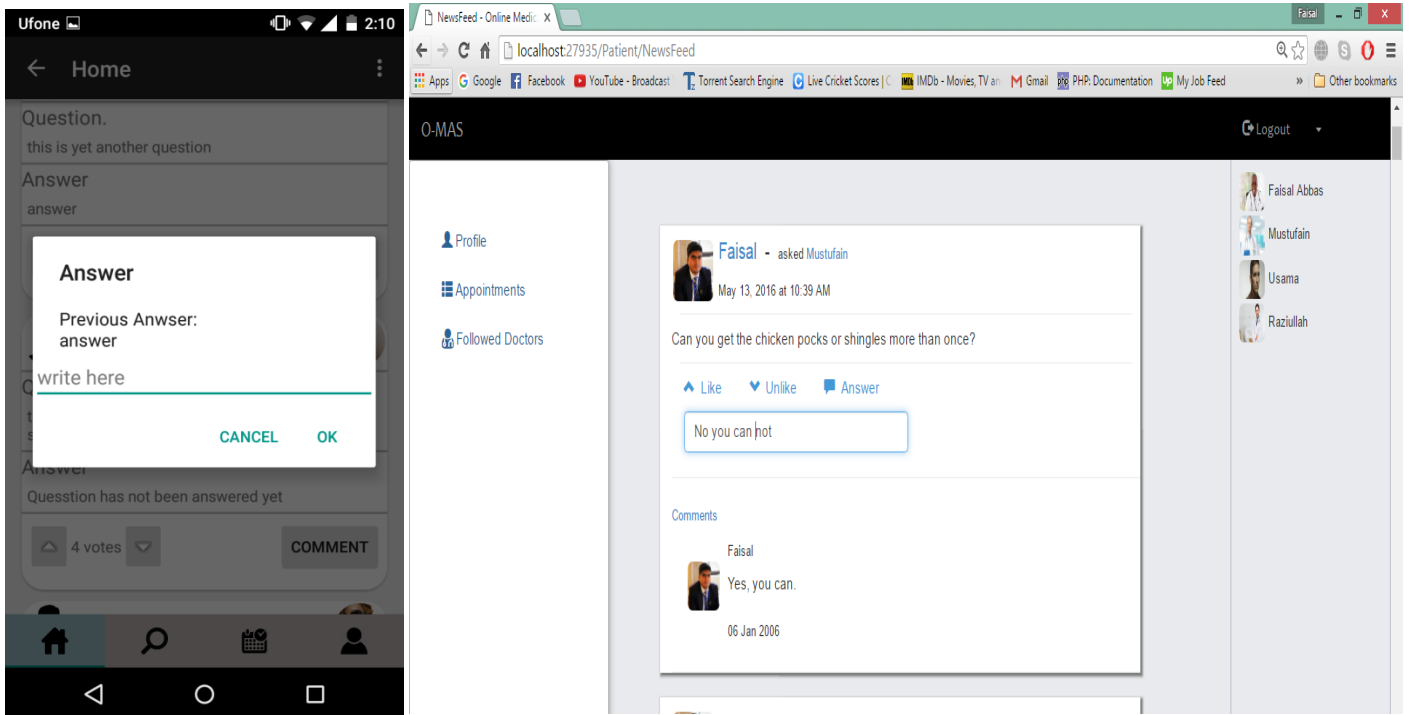 Ufone
2:10
Home
Question.
this is yet another question
Answer
answer
Answer
Previous Anwser:
answer
write here
CANCEL
OK
Answer
Quesstion has not been answered yet
4 votes
COMMENT
NewsFeed - Online Medic
Faisal
localhost:27935/Patient/NewsFeed
Apps
Google
Facebook
YouTube - Broadcast
Torrent Search Engine
Live Cricket Scores | C
IMDb - Movies, TV an
Gmail
PHP: Documentation
My Job Feed
Other bookmarks
O-MAS
Logout
Profile
Appointments
Followed Doctors
Faisal - asked Mustufain
May 13, 2016 at 10:39 AM
Can you get the chicken pocks or shingles more than once?
Like
Unlike
Answer
No you can not
Comments
Faisal
Yes, you can.
06 Jan 2006
Faisal Abbas
Mustufain
Usama
Raziullah